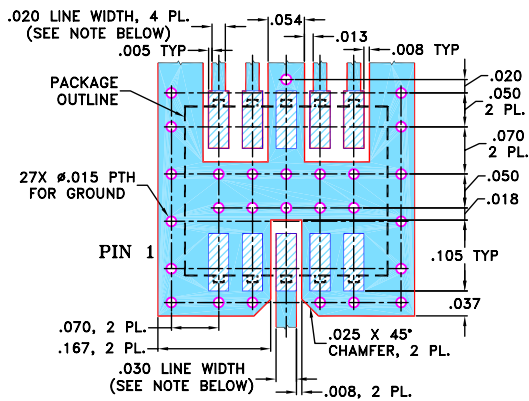 .020 LINE WIDTH, 4 PL.
(SEE NOTE BELOW)
.005 TYP
.054
.013
.008 TYP
.020
.050
2 PL.
PACKAGE
OUTLINE
.070
2 PL.
27X ø.015 PTH
FOR GROUND
.050
.018
PIN 1
.105 TYP
.037
.070, 2 PL.
.167, 2 PL.
.025 X 45°
CHAMFER, 2 PL.
.030 LINE WIDTH
(SEE NOTE BELOW)
.008, 2 PL.